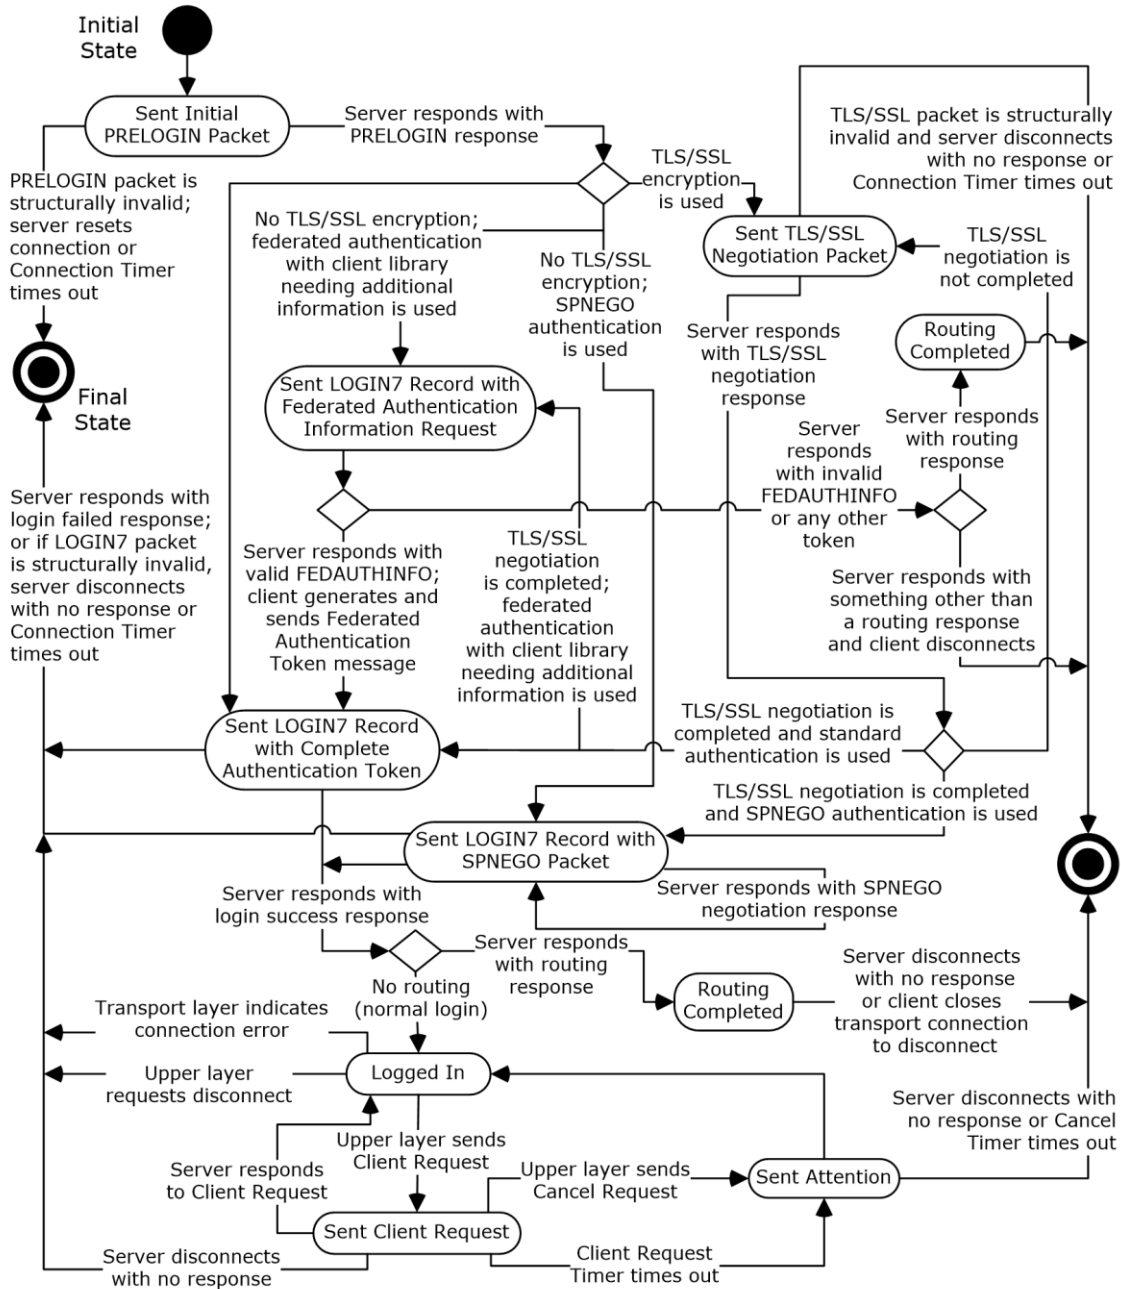 Initial
State
Sent Initial
PRELOGIN Packet
Server responds with
PRELOGIN response
TLS/SSL packet is structurally
invalid and server disconnects
with no response or
Connection Timer times out
TLS/SSL
encryption
is used
PRELOGIN packet is
structurally invalid;
server resets
connection or
Connection Timer
times out
No TLS/SSL encryption;
federated authentication
with client library
needing additional
information is used
No TLS/SSL
encryption;
SPNEGO
authentication
is used
Sent TLS/SSL
Negotiation Packet
TLS/SSL
negotiation is
not completed
Server responds
with TLS/SSL
negotiation
response
Routing
Completed
Final
State
Sent LOGIN7 Record with
Federated Authentication
Information Request
Server
responds
with invalid
FEDAUTHINFO
or any other
token
Server responds
with routing
response
Server responds with
login failed response;
or if LOGIN7 packet
is structurally invalid,
server disconnects
with no response or
Connection Timer
times out
Server responds with
valid FEDAUTHINFO;
client generates and
sends Federated
Authentication
Token message
TLS/SSL
negotiation
is completed;
federated
authentication
with client library
needing additional
information is used
Server responds with
something other than
a routing response
and client disconnects
Sent LOGIN7 Record
with Complete
Authentication Token
TLS/SSL negotiation is
completed and standard
authentication is used
TLS/SSL negotiation is completed
and SPNEGO authentication is used
Sent LOGIN7 Record with
SPNEGO Packet
Server responds with SPNEGO
negotiation response
Server responds with
login success response
Server responds
with routing
response
No routing
(normal login)
Routing
Completed
Server disconnects
with no response
or client closes
transport connection
to disconnect
Transport layer indicates
connection error
Logged In
Upper layer
requests disconnect
Server disconnects with
no response or Cancel
Timer times out
Upper layer sends
Client Request
Server responds
to Client Request
Upper layer sends
Cancel Request
Sent Attention
Sent Client Request
Server disconnects
with no response
Client Request
Timer times out